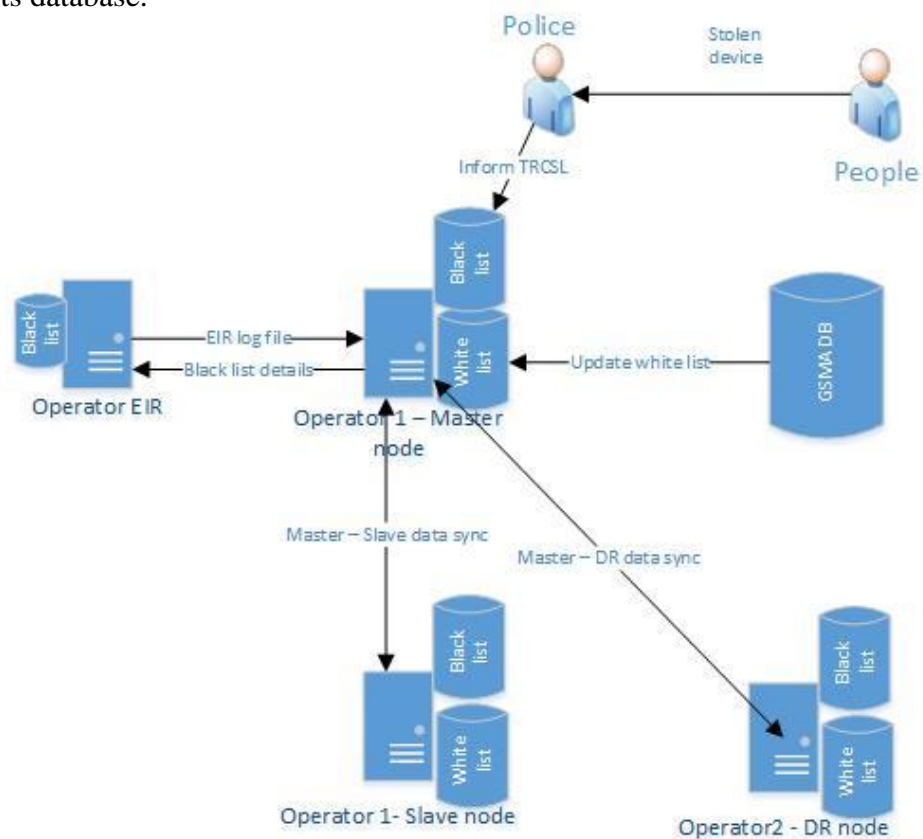 ts database.
Police
Stolen
device
People
Inform TRCSL
Black
list
White
list
Black
list
EIR log file
Black list details
Operator EIR
Update white list
GSMA DB
Operator 1 – Master
node
Master – Slave data sync
Master – DR data sync
Black
list
White
list
Operator 1- Slave node
Black
list
White
list
Operator2 - DR node